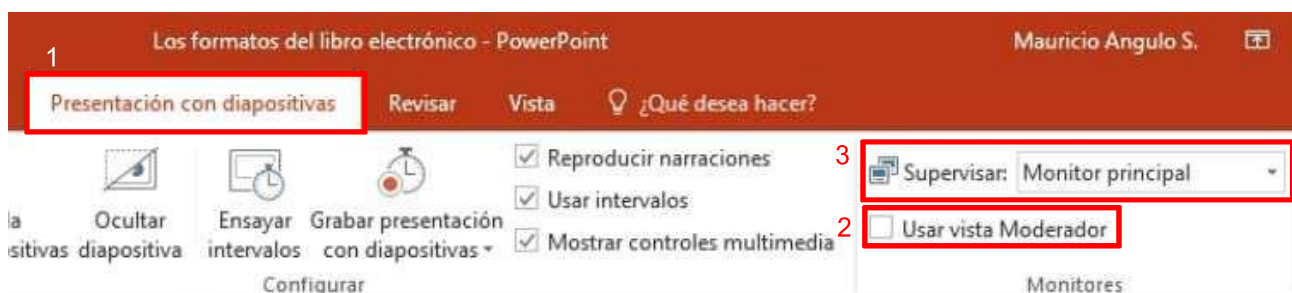 Los formatos del libro electrónico - PowerPoint
Mauricio Angulo S.
1
Presentación con diapositivas
Revisar
Vista
¿Qué desea hacer?
la
sitivas
Ocultar
diapositiva
Ensayar
intervalos
Grabar presentación
con diapositivas
Reproducir narraciones
Usar intervalos
Mostrar controles multimedia
Configurar
3
Supervisar: Monitor principal
2
Usar vista Moderador
Monitores